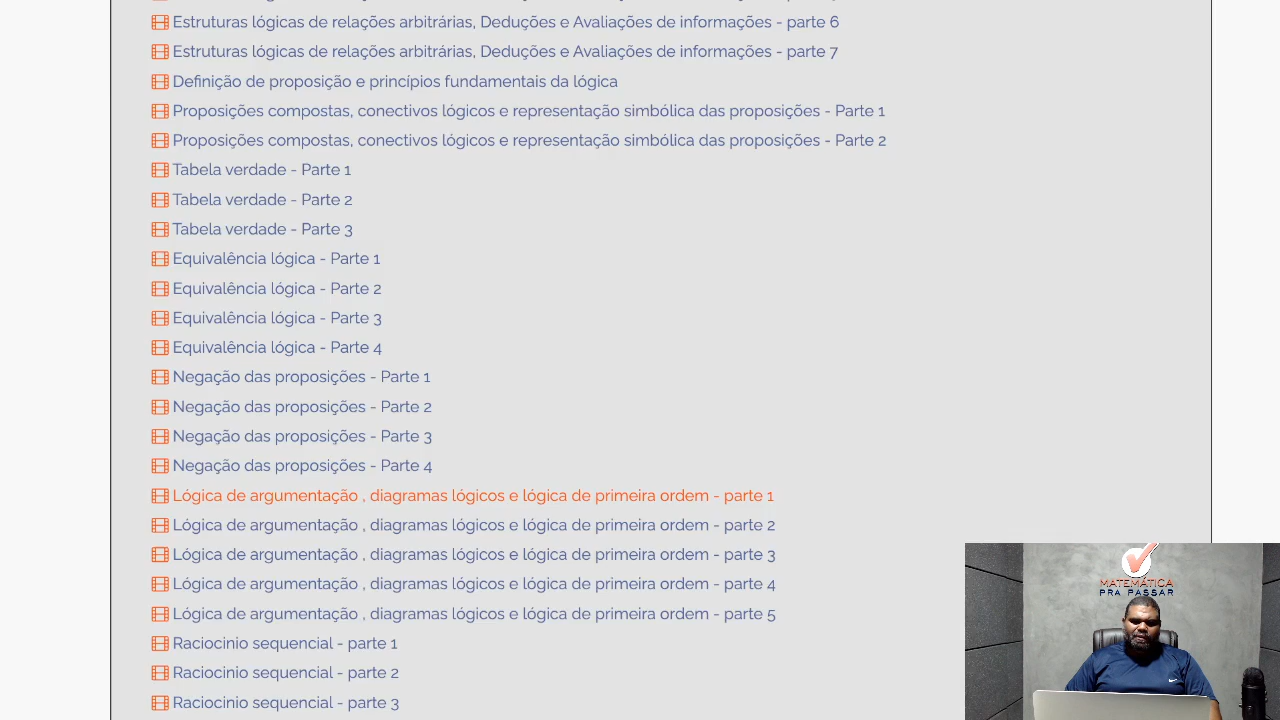 Estruturas lógicas de relações arbitrárias, Deduções e Avaliações de informações - parte 6
Estruturas lógicas de relações arbitrárias, Deduções e Avaliações de informações - parte 7
Definição de proposição e princípios fundamentais da lógica
Proposições compostas, conectivos lógicos e representação simbólica das proposições - Parte 1
Proposições compostas, conectivos lógicos e representação simbólica das proposições - Parte 2
Tabela verdade - Parte 1
Tabela verdade - Parte 2
Tabela verdade - Parte 3
Equivalência lógica - Parte 1
Equivalência lógica - Parte 2
Equivalência lógica - Parte 3
Equivalência lógica - Parte 4
Negação das proposições - Parte 1
Negação das proposições - Parte 2
Negação das proposições - Parte 3
Negação das proposições - Parte 4
Lógica de argumentação , diagramas lógicos e lógica de primeira ordem - parte 1
Lógica de argumentação , diagramas lógicos e lógica de primeira ordem - parte 2
Lógica de argumentação , diagramas lógicos e lógica de primeira ordem - parte 3
Lógica de argumentação , diagramas lógicos e lógica de primeira ordem - parte 4
Lógica de argumentação , diagramas lógicos e lógica de primeira ordem - parte 5
Raciocinio sequencial - parte 1
Raciocinio sequencial - parte 2
Raciocinio sequencial - parte 3
MATEMÁTICA
PRA PASSAR